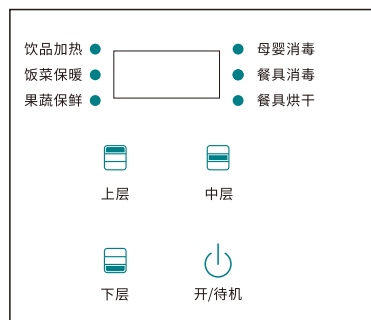 饮品加热
母婴消毒
饭菜保暖
餐具消毒
果蔬保鲜
餐具烘干
上层
中层
下层
开/待机